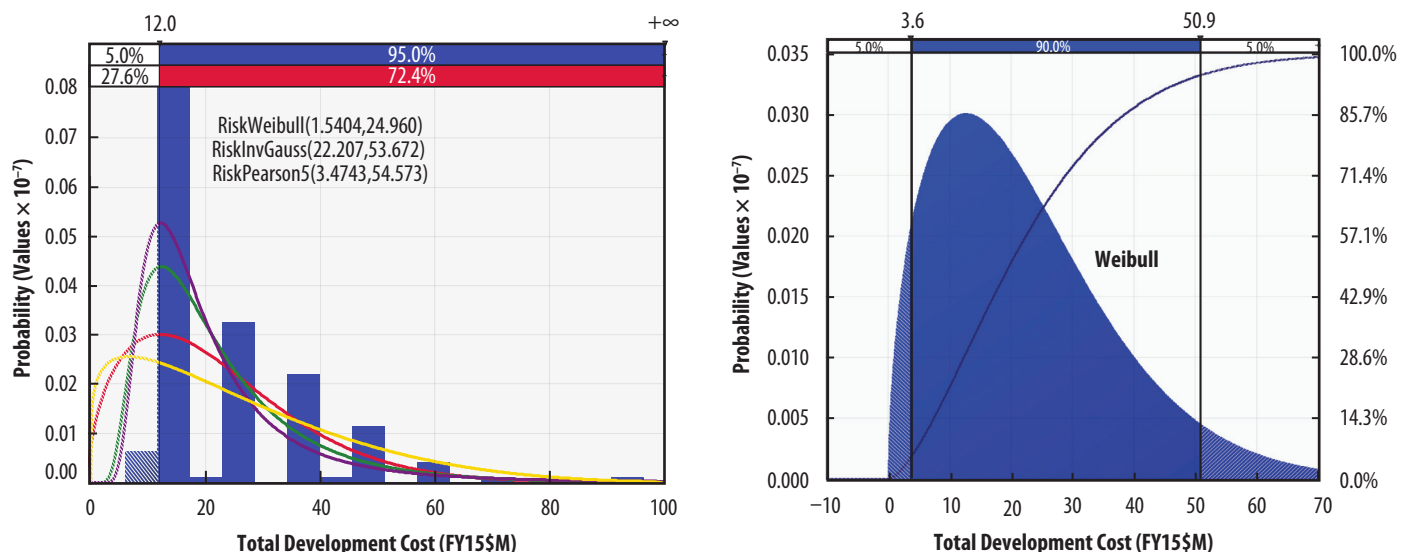 12.0 +∞
5.0% 95.0%
27.6% 72.4%
0.08
0.07
0.06
0.05
0.04
0.03
0.02
0.01
0.00
Probability (Values × 10⁻⁷)
RiskWeibull(1.5404,24.960)
RiskInvGauss(22.207,53.672)
RiskPearson5(3.4743,54.573)
0 20 40 60 80 100
Total Development Cost (FY15$M)
3.6 50.9
5.0% 90.0% 5.0%
0.035
0.030
0.025
0.020
0.015
0.010
0.005
0.000
Probability (Values × 10⁻⁷)
Weibull
100.0%
85.7%
71.4%
57.1%
42.9%
28.6%
14.3%
0.0%
−10 0 10 20 30 40 50 60 70
Total Development Cost (FY15$M)